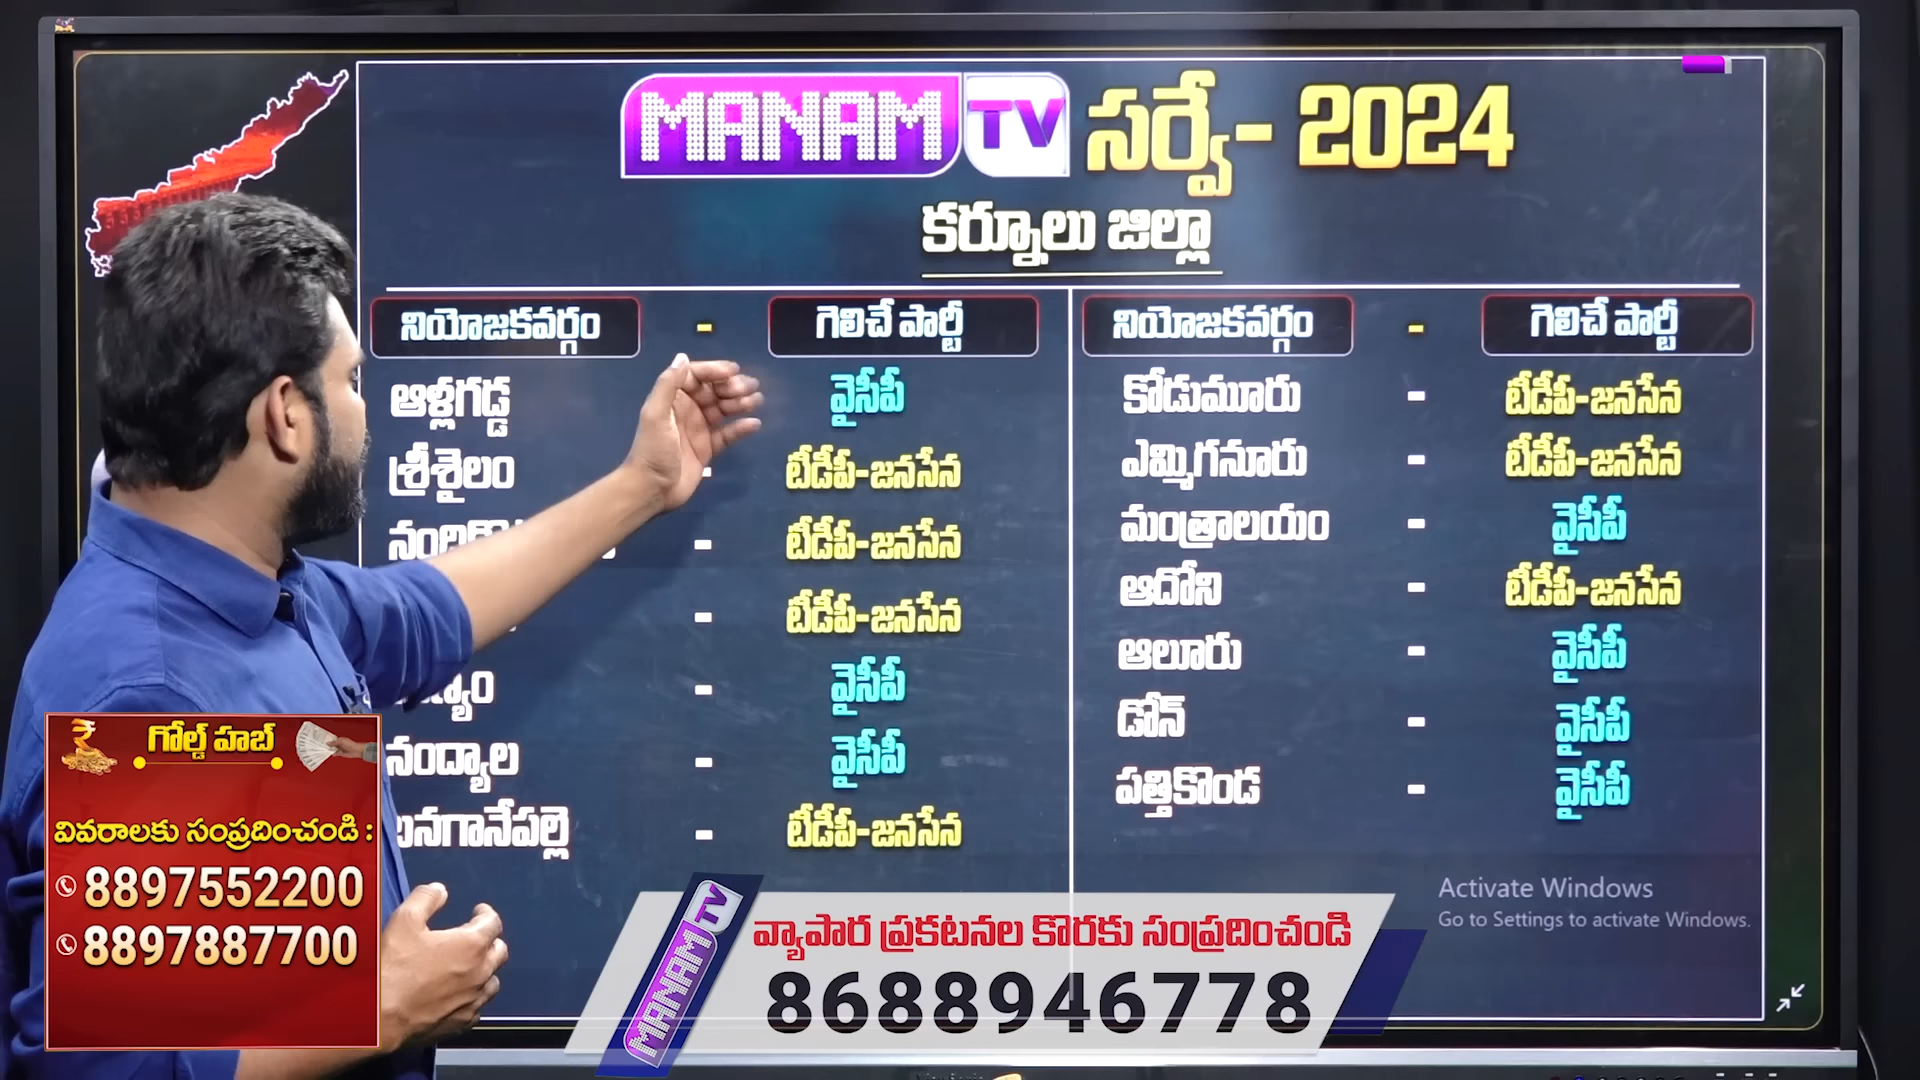 MANAM TV సర్వే- 2024
కర్నూలు జిల్లా
నియోజకవర్గం - గెలిచే పార్టీ
ఆళ్లగడ్డ వైసీపీ
శ్రీశైలం - టీడీపీ-జనసేన
- టీడీపీ-జనసేన
- టీడీపీ-జనసేన
- వైసీపీ
నంద్యాల - వైసీపీ
బనగానేపల్లె - టీడీపీ-జనసేన
నియోజకవర్గం - గెలిచే పార్టీ
కోడుమూరు - టీడీపీ-జనసేన
ఎమ్మిగనూరు - టీడీపీ-జనసేన
మంత్రాలయం - వైసీపీ
ఆదోని - టీడీపీ-జనసేన
ఆలూరు - వైసీపీ
డోన్ - వైసీపీ
పత్తికొండ - వైసీపీ
Activate Windows
Go to Settings to activate Windows.
గోల్డ్ హబ్
వివరాలకు సంప్రదించండి :
8897552200
8897887700
MANAM TV
వ్యాపార ప్రకటనల కొరకు సంప్రదించండి
8688946778